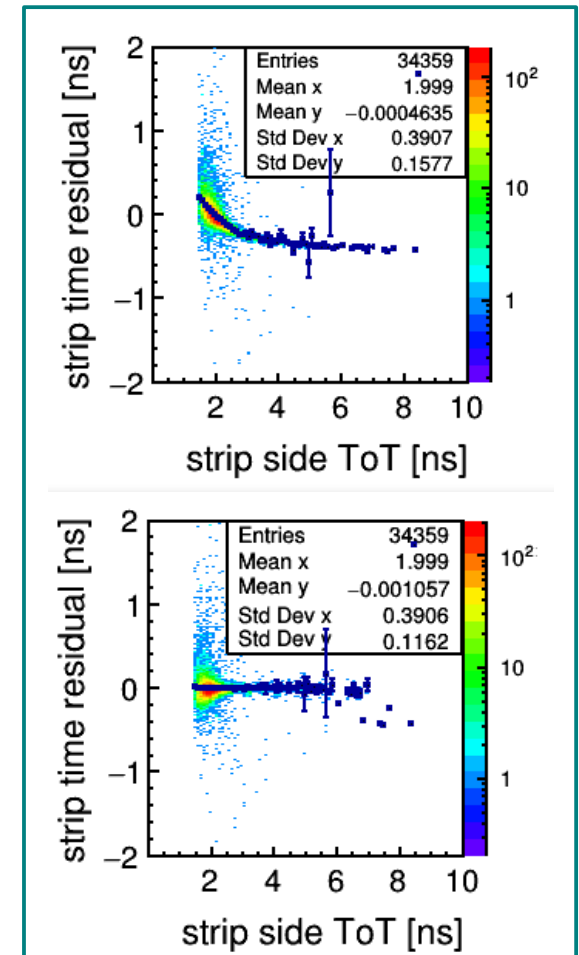 2
1
0
−1
−2
strip time residual [ns]
Entries 34359
Mean x 1.999
Mean y −0.0004635
Std Dev x 0.3907
Std Dev y 0.1577
10²
10
1
2 4 6 8 10
strip side ToT [ns]
2
1
0
−1
−2
strip time residual [ns]
Entries 34359
Mean x 1.999
Mean y −0.001057
Std Dev x 0.3906
Std Dev y 0.1162
10²
10
1
2 4 6 8 10
strip side ToT [ns]